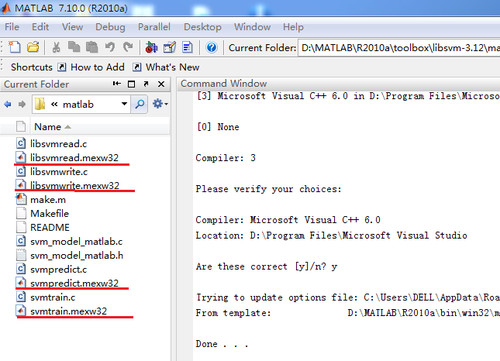 MATLAB 7.10.0 (R2010a)
File Edit View Debug Parallel Desktop Window Help
Current Folder: D:\MATLAB\R2010a\toolbox\libsvm-3.12\ma
Shortcuts How to Add What's New
Current Folder
Command Window
« matlab
Name
libsvmread.c
libsvmread.mexw32
libsvmwrite.c
libsvmwrite.mexw32
make.m
Makefile
README
svm_model_matlab.c
svm_model_matlab.h
svmpredict.c
svmpredict.mexw32
svmtrain.c
svmtrain.mexw32
[3] Microsoft Visual C++ 6.0 in D:\Program Files\Microso
[0] None
Compiler: 3
Please verify your choices:
Compiler: Microsoft Visual C++ 6.0
Location: D:\Program Files\Microsoft Visual Studio
Are these correct [y]/n? y
Trying to update options file: C:\Users\DELL\AppData\Roa
From template: D:\MATLAB\R2010a\bin\win32\m
Done . . .